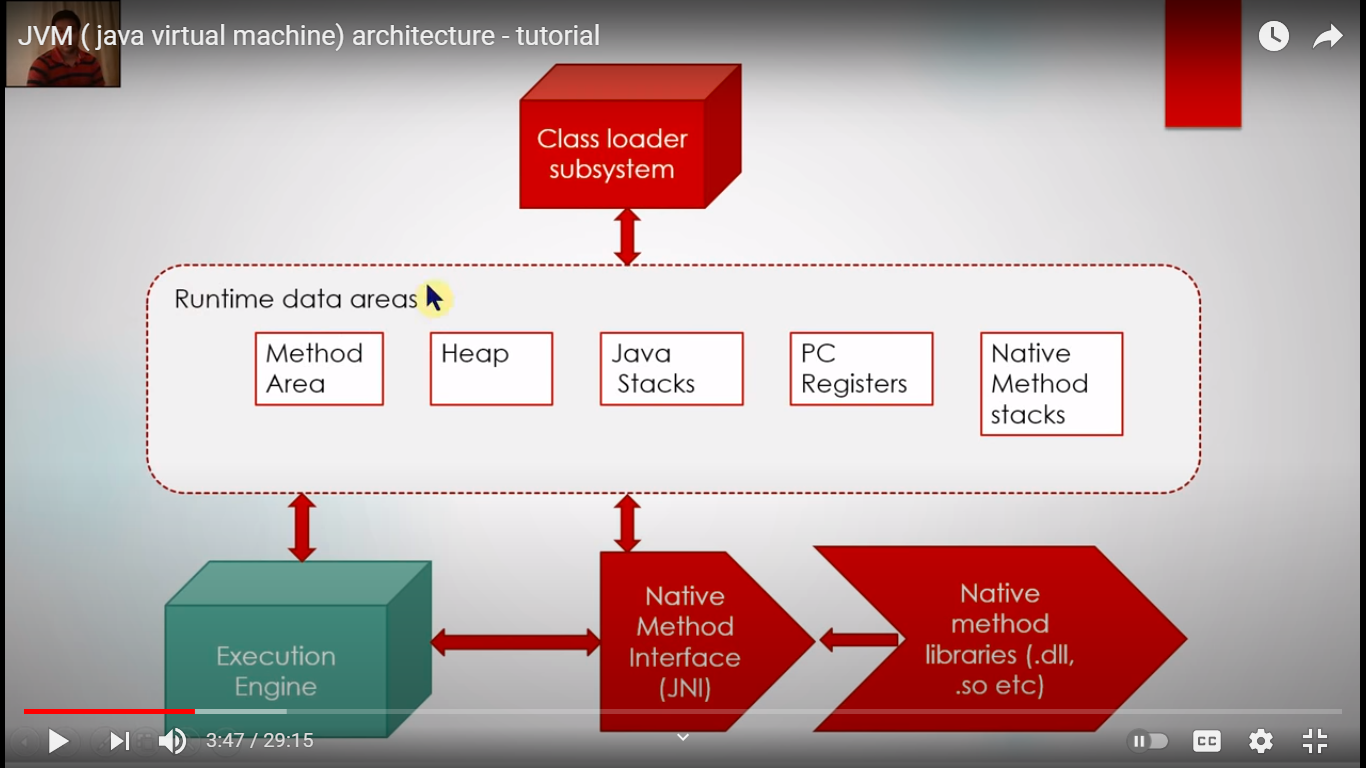 JVM ( java virtual machine) architecture - tutorial
Class loader
subsystem
Runtime data areas
Method
Area
Heap
Java
Stacks
PC
Registers
Native
Method
stacks
Execution
Engine
Native
Method
Interface
(JNI)
Native
method
libraries (.dll,
.so etc)
3:47 / 29:15
CC